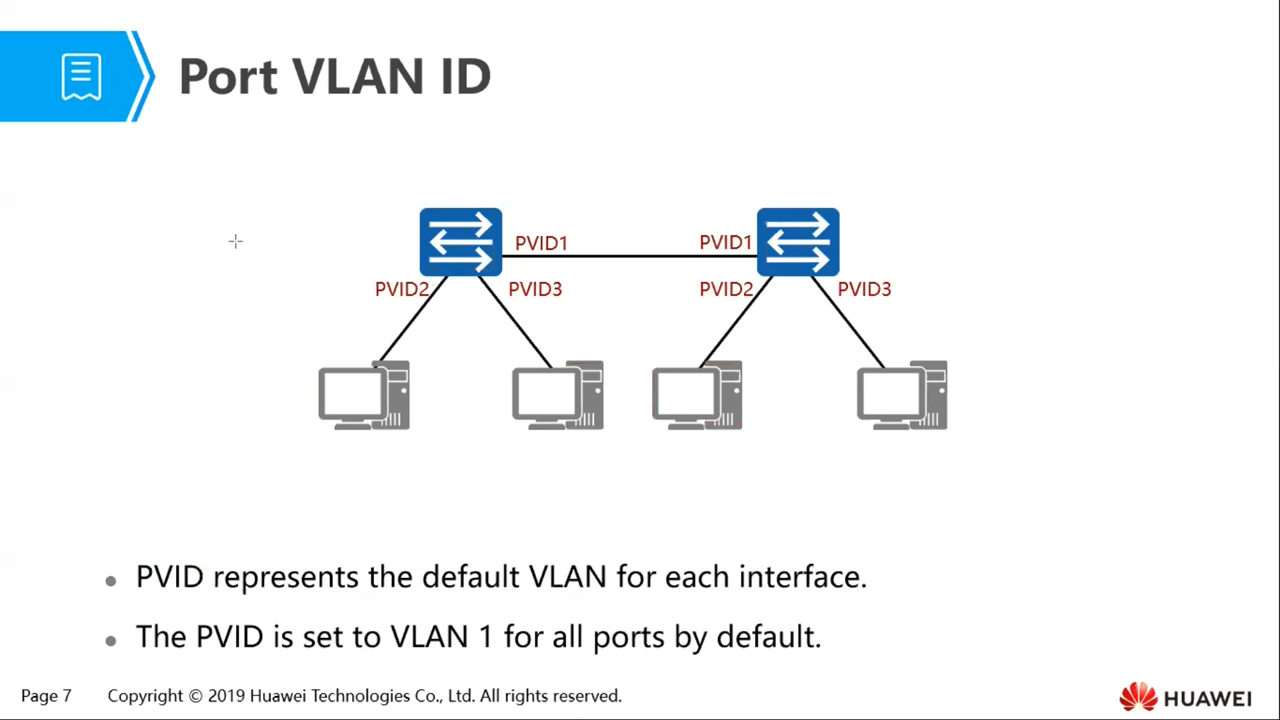 Port VLAN ID
PVID1
PVID1
PVID2
PVID3
PVID2
PVID3
PVID represents the default VLAN for each interface.
The PVID is set to VLAN 1 for all ports by default.
Page 7
Copyright © 2019 Huawei Technologies Co., Ltd. All rights reserved.
HUAWEI